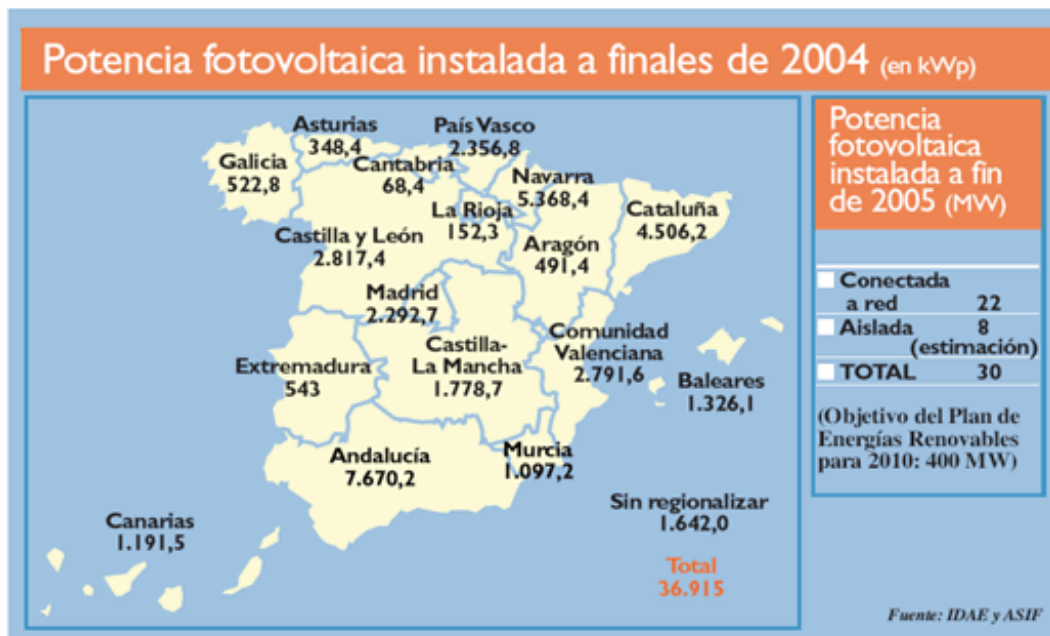 Potencia fotovoltaica instalada a finales de 2004 (en kWp)
Asturias
348,4
País Vasco
2.356,8
Galicia
522,8
Cantabria
68,4
Navarra
5.368,4
La Rioja
152,3
Cataluña
4.506,2
Castilla y León
2.817,4
Aragón
491,4
Madrid
2.292,7
Castilla-
La Mancha
1.778,7
Comunidad
Valenciana
2.791,6
Extremadura
543
Baleares
1.326,1
Andalucía
7.670,2
Murcia
1.097,2
Canarias
1.191,5
Sin regionalizar
1.642,0
Total
36.915
Potencia
fotovoltaica
instalada a fin
de 2005 (MW)
Conectada
a red 22
Aislada 8
(estimación)
TOTAL 30
(Objetivo del Plan de
Energías Renovables
para 2010: 400 MW)
Fuente: IDAE y ASIF